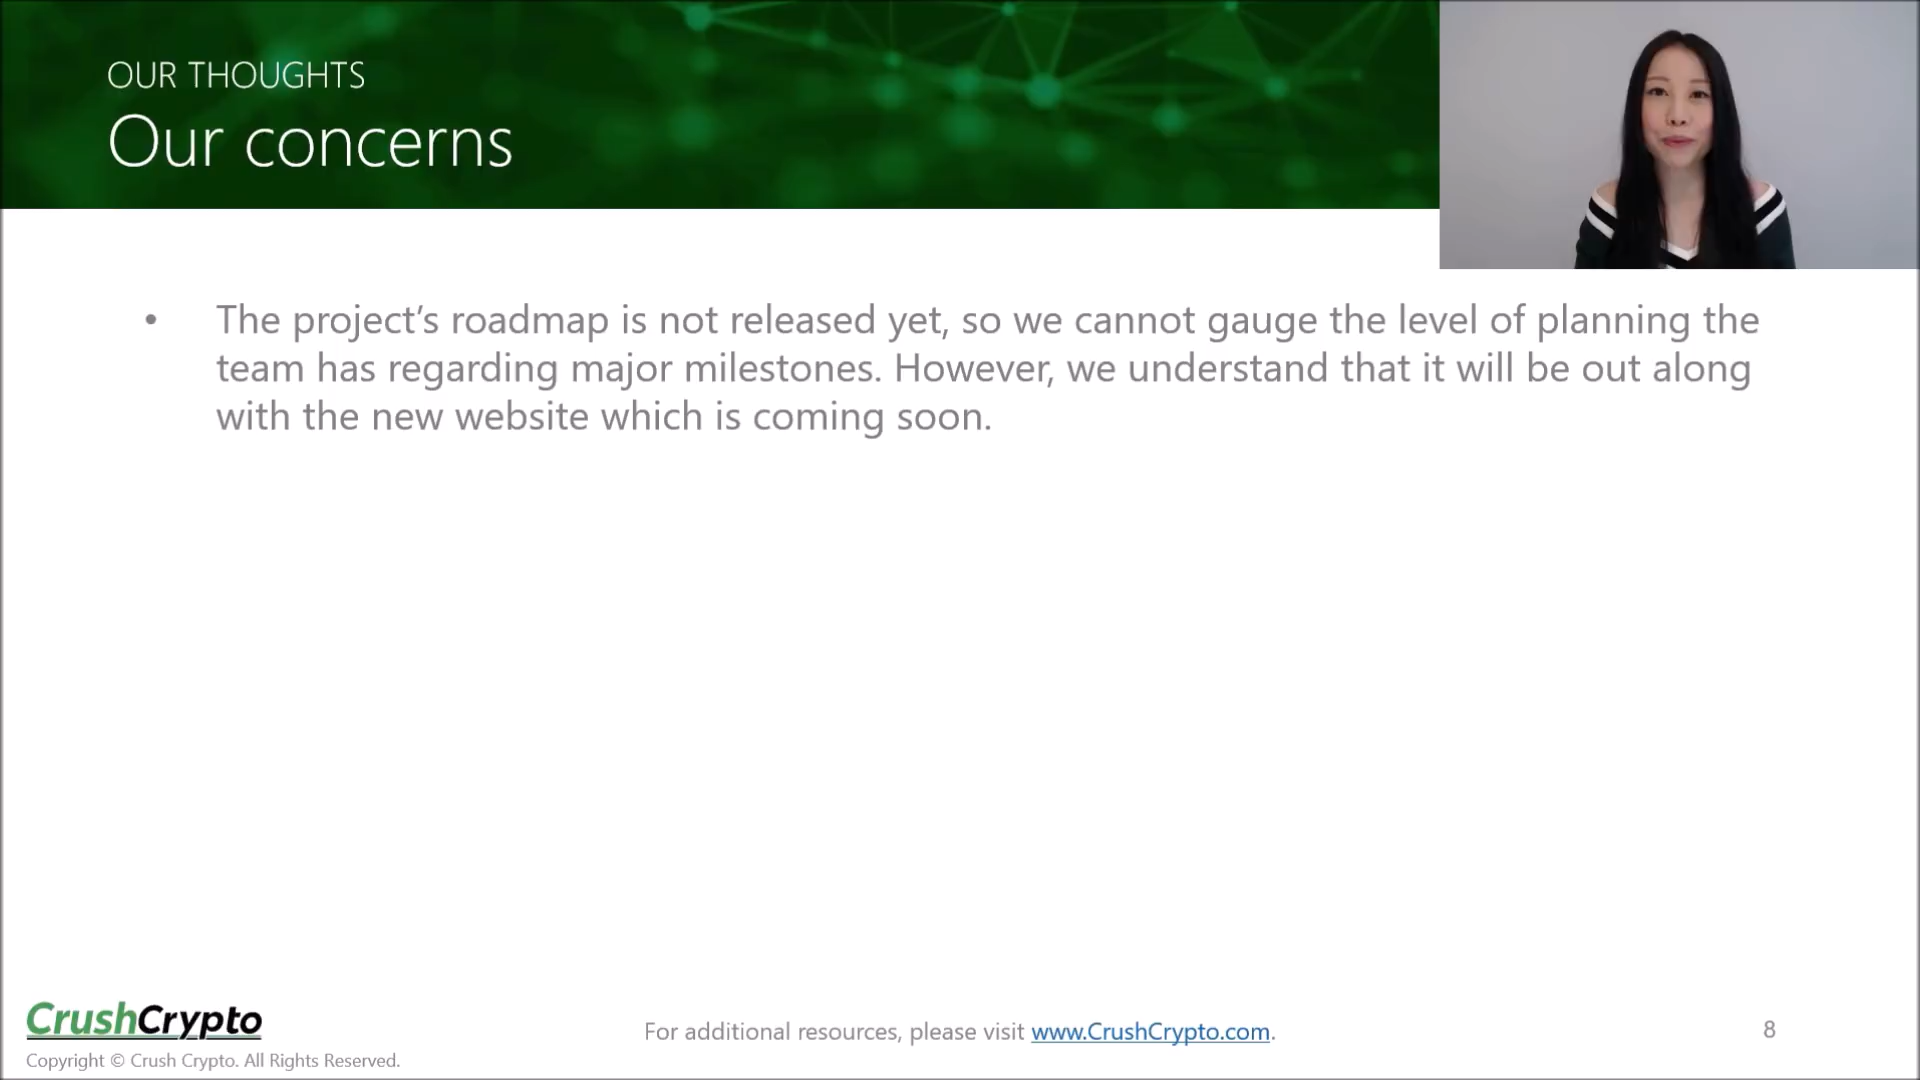 OUR THOUGHTS
Our concerns
• The project’s roadmap is not released yet, so we cannot gauge the level of planning the
team has regarding major milestones. However, we understand that it will be out along
with the new website which is coming soon.
CrushCrypto
Copyright © Crush Crypto. All Rights Reserved.
For additional resources, please visit www.CrushCrypto.com.
8